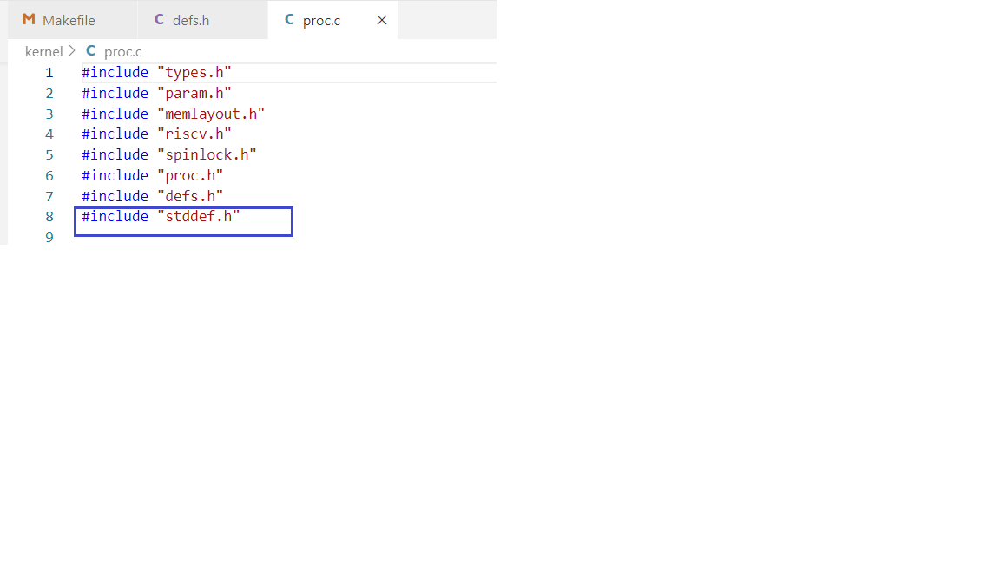 M Makefile C defs.h C proc.c ×
kernel > C proc.c
1 #include "types.h"
2 #include "param.h"
3 #include "memlayout.h"
4 #include "riscv.h"
5 #include "spinlock.h"
6 #include "proc.h"
7 #include "defs.h"
8 #include "stddef.h"
9